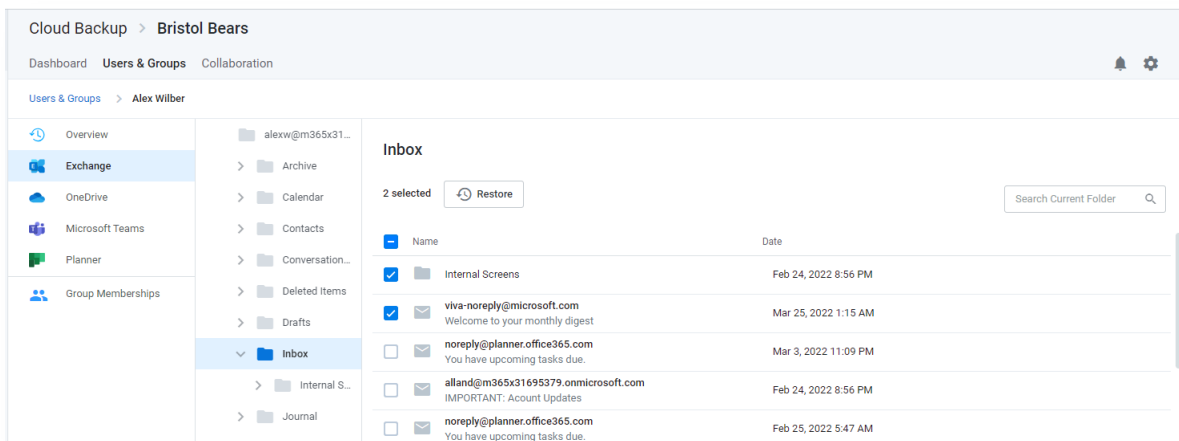 Cloud Backup > Bristol Bears
Dashboard Users & Groups Collaboration
Users & Groups > Alex Wilber
Overview
Exchange
OneDrive
Microsoft Teams
Planner
Group Memberships
alexw@m365x31...
Archive
Calendar
Contacts
Conversation...
Deleted Items
Drafts
Inbox
Internal S...
Journal
Inbox
2 selected Restore
Search Current Folder
Name Date
Internal Screens Feb 24, 2022 8:56 PM
viva-noreply@microsoft.com
Welcome to your monthly digest
Mar 25, 2022 1:15 AM
noreply@planner.office365.com
You have upcoming tasks due.
Mar 3, 2022 11:09 PM
alland@m365x31695379.onmicrosoft.com
IMPORTANT: Acount Updates
Feb 24, 2022 8:56 PM
noreply@planner.office365.com
You have upcoming tasks due.
Feb 25, 2022 5:47 AM